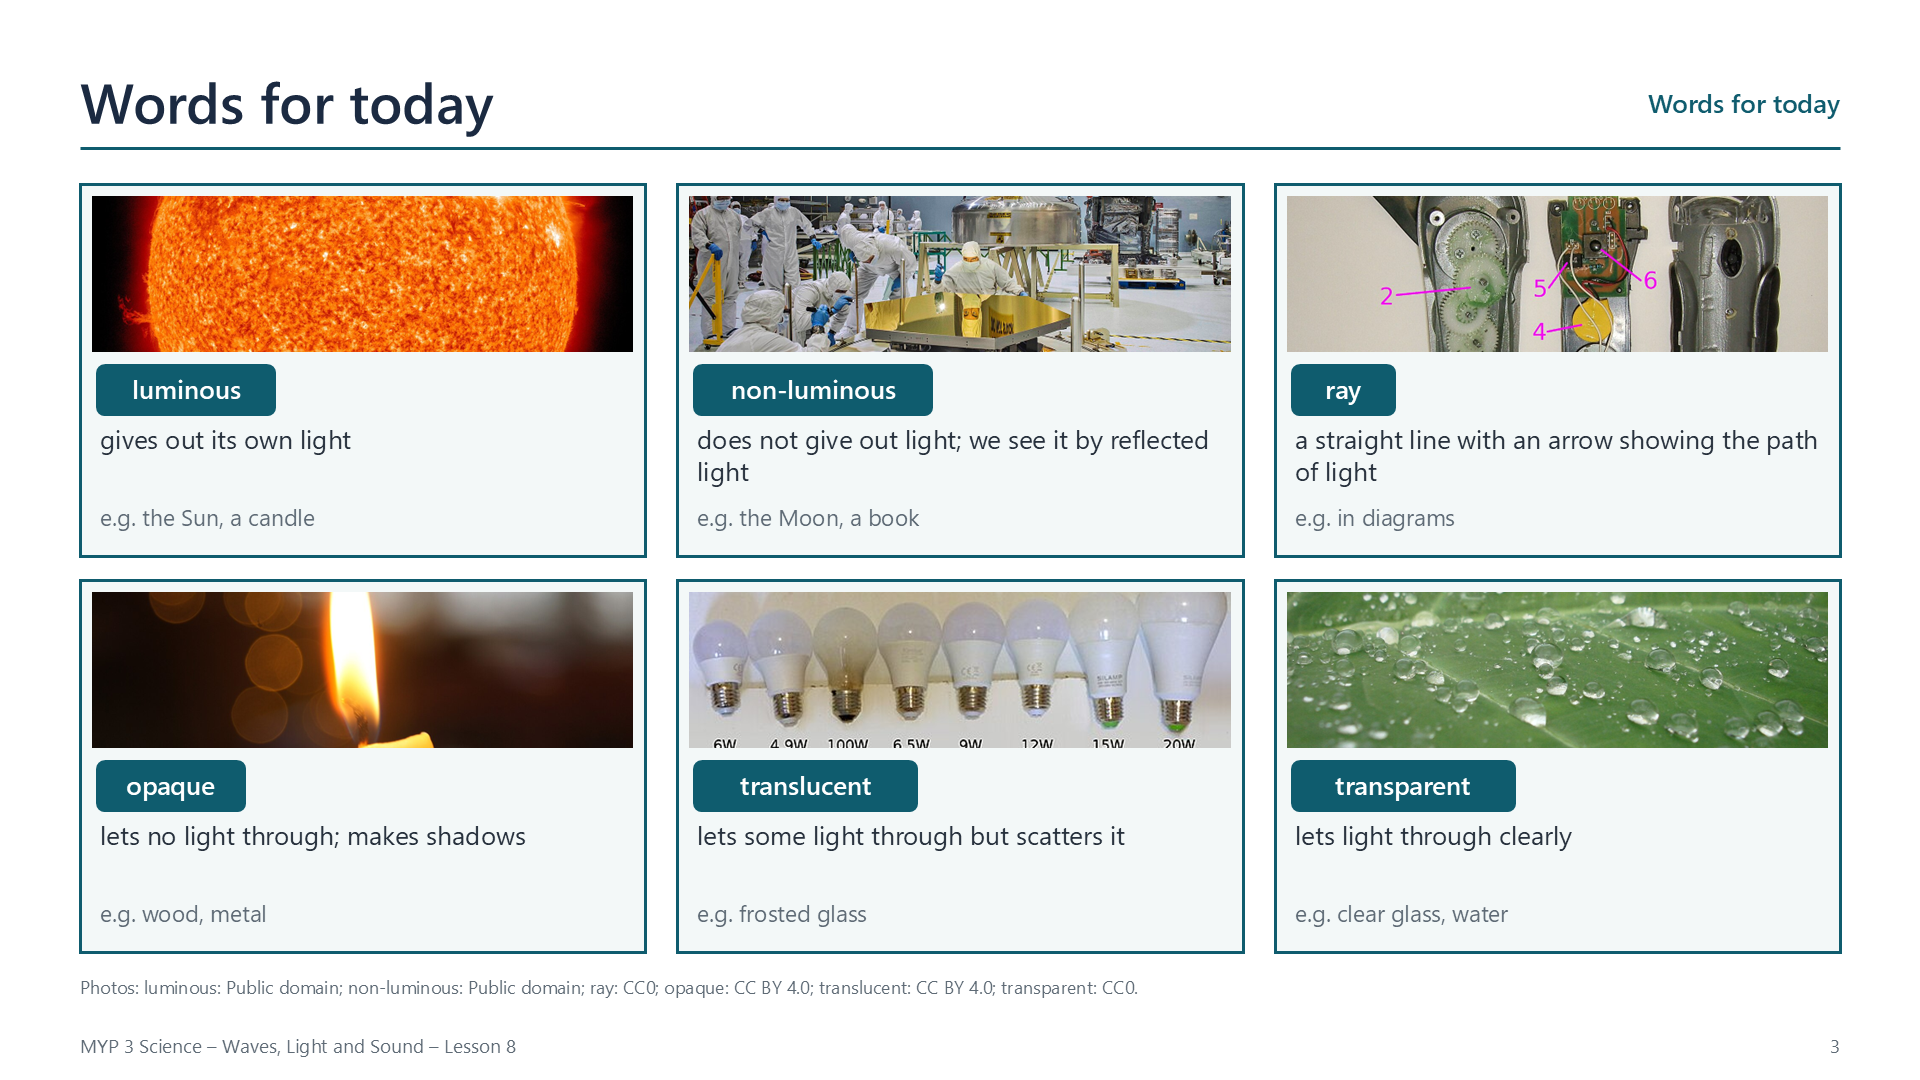 Words for today
Words for today
luminous
gives out its own light
e.g. the Sun, a candle
non-luminous
does not give out light; we see it by reflected
light
e.g. the Moon, a book
2
5
6
4
ray
a straight line with an arrow showing the path
of light
e.g. in diagrams
opaque
lets no light through; makes shadows
e.g. wood, metal
6W 4,9W 100W 6,5W 9W 12W 15W 20W
translucent
lets some light through but scatters it
e.g. frosted glass
transparent
lets light through clearly
e.g. clear glass, water
Photos: luminous: Public domain; non-luminous: Public domain; ray: CC0; opaque: CC BY 4.0; translucent: CC BY 4.0; transparent: CC0.
MYP 3 Science – Waves, Light and Sound – Lesson 8
3